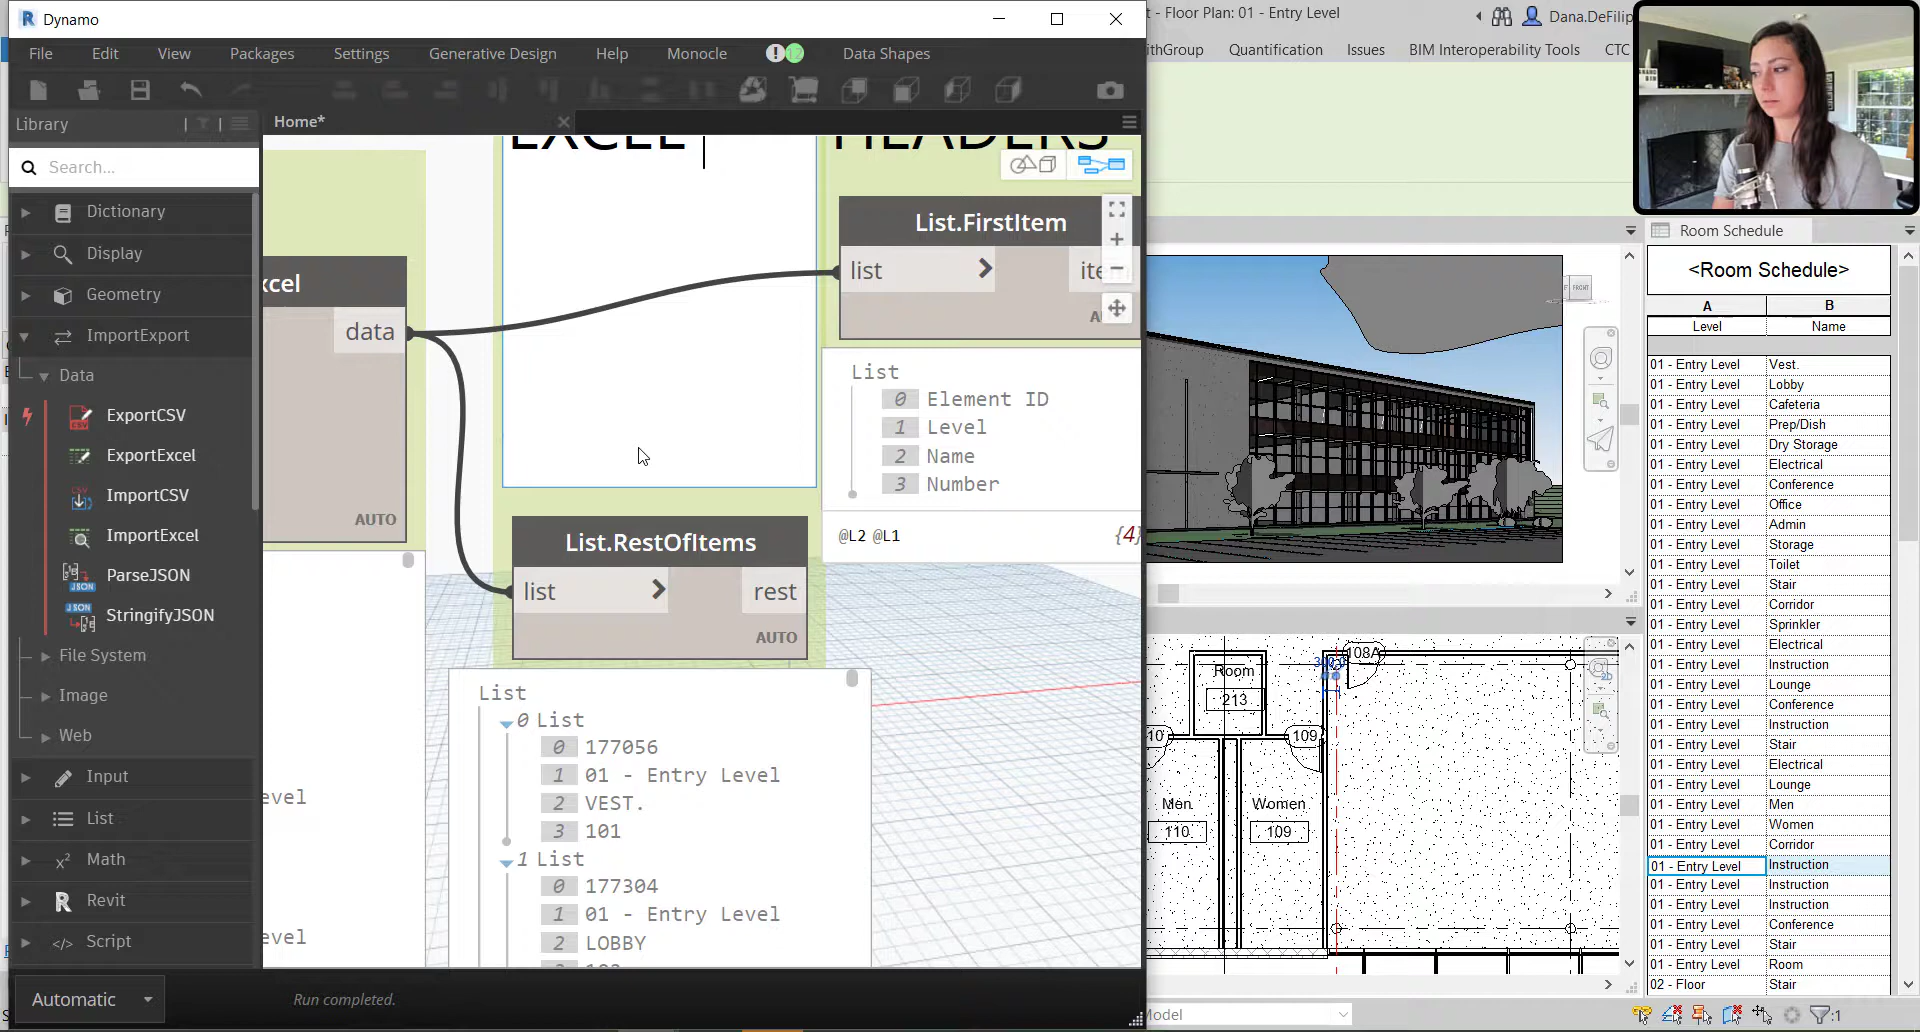 Dynamo
File Edit View Packages Settings Generative Design Help Monocle Data Shapes
Library
Home*
Search...
Dictionary
Display
Geometry
ImportExport
Data
ExportCSV
ExportExcel
ImportCSV
ImportExcel
ParseJSON
StringifyJSON
File System
Image
Web
Input
List
Math
Revit
Script
Automatic
Run completed.
EXCEL
HEADERS
xcel
data
AUTO
evel
evel
List.FirstItem
list
List
0 Element ID
1 Level
2 Name
3 Number
@L2 @L1
{4}
List.RestOfItems
list rest
AUTO
List
0 List
0 177056
1 01 - Entry Level
2 VEST.
3 101
1 List
0 177304
1 01 - Entry Level
2 LOBBY
t - Floor Plan: 01 - Entry Level
Dana.DeFilip
ithGroup Quantification Issues BIM Interoperability Tools CTC
FRONT
Room
213
108A
10
109
Men
110
Women
109
Model
:1
Room Schedule
<Room Schedule>
A B
Level Name
01 - Entry Level Vest.
01 - Entry Level Lobby
01 - Entry Level Cafeteria
01 - Entry Level Prep/Dish
01 - Entry Level Dry Storage
01 - Entry Level Electrical
01 - Entry Level Conference
01 - Entry Level Office
01 - Entry Level Admin
01 - Entry Level Storage
01 - Entry Level Toilet
01 - Entry Level Stair
01 - Entry Level Corridor
01 - Entry Level Sprinkler
01 - Entry Level Electrical
01 - Entry Level Instruction
01 - Entry Level Lounge
01 - Entry Level Conference
01 - Entry Level Instruction
01 - Entry Level Stair
01 - Entry Level Electrical
01 - Entry Level Lounge
01 - Entry Level Men
01 - Entry Level Women
01 - Entry Level Corridor
01 - Entry Level Instruction
01 - Entry Level Instruction
01 - Entry Level Instruction
01 - Entry Level Conference
01 - Entry Level Stair
01 - Entry Level Room
02 - Floor Stair